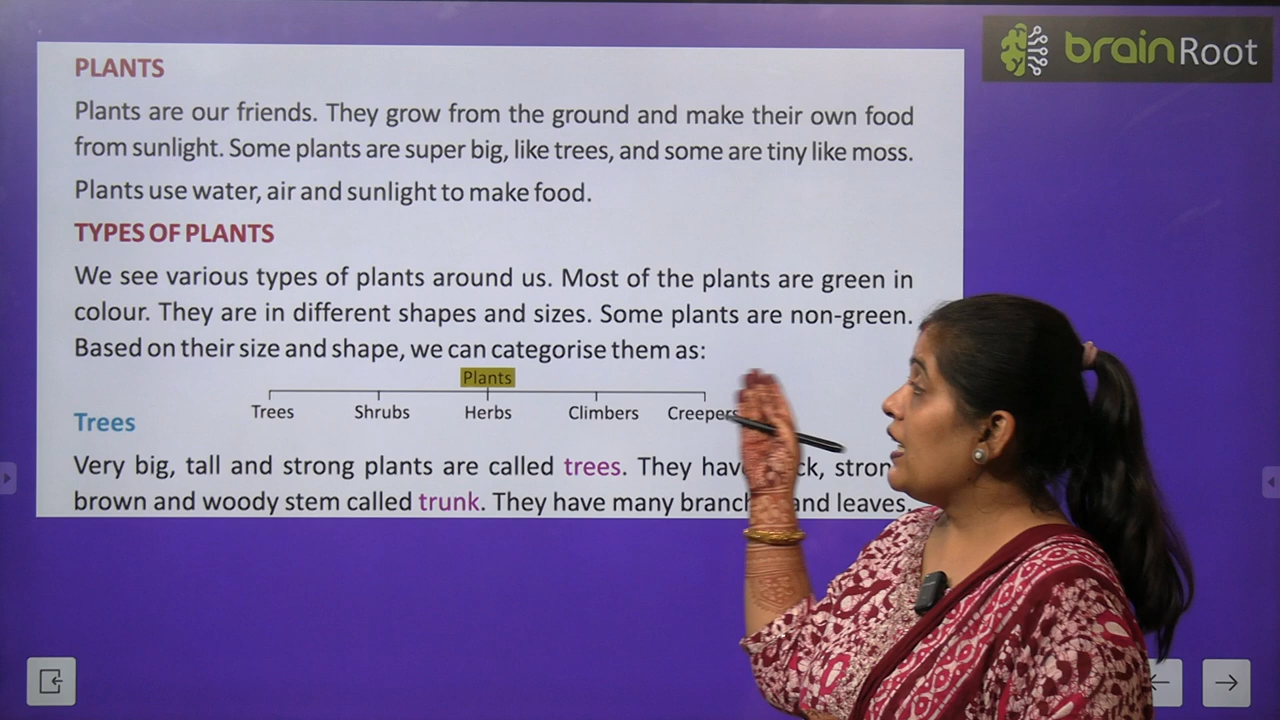 brainRoot
PLANTS
Plants are our friends. They grow from the ground and make their own food
from sunlight. Some plants are super big, like trees, and some are tiny like moss.
Plants use water, air and sunlight to make food.
TYPES OF PLANTS
We see various types of plants around us. Most of the plants are green in
colour. They are in different shapes and sizes. Some plants are non-green.
Based on their size and shape, we can categorise them as:
Plants
Trees Shrubs Herbs Climbers Creepers
Trees
Very big, tall and strong plants are called trees. They
brown and woody stem called trunk. They have many and leaves.